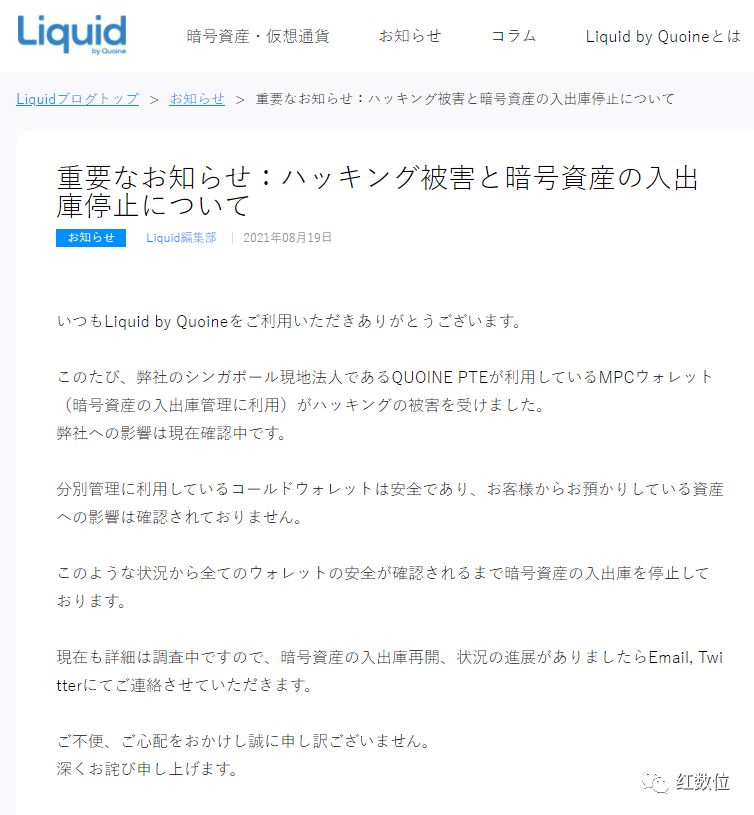 Liquid
by Quoine
暗号資産・仮想通貨 お知らせ コラム Liquid by Quoineとは
Liquidブログトップ > お知らせ > 重要なお知らせ：ハッキング被害と暗号資産の入出庫停止について
重要なお知らせ：ハッキング被害と暗号資産の入出
庫停止について
お知らせ Liquid編集部 | 2021年08月19日
いつもLiquid by Quoineをご利用いただきありがとうございます。
このたび、弊社のシンガポール現地法人であるQUOINE PTEが利用しているMPCウォレット
（暗号資産の入出庫管理に利用）がハッキングの被害を受けました。
弊社への影響は現在確認中です。
分別管理に利用しているコールドウォレットは安全であり、お客様からお預かりしている資産
への影響は確認されておりません。
このような状況から全てのウォレットの安全が確認されるまで暗号資産の入出庫を停止して
おります。
現在も詳細は調査中ですので、暗号資産の入出庫再開、状況の進展がありましたらEmail, Twi
tterにてご連絡させていただきます。
ご不便、ご心配をおかけし誠に申し訳ございません。
深くお詫び申し上げます。
红数位